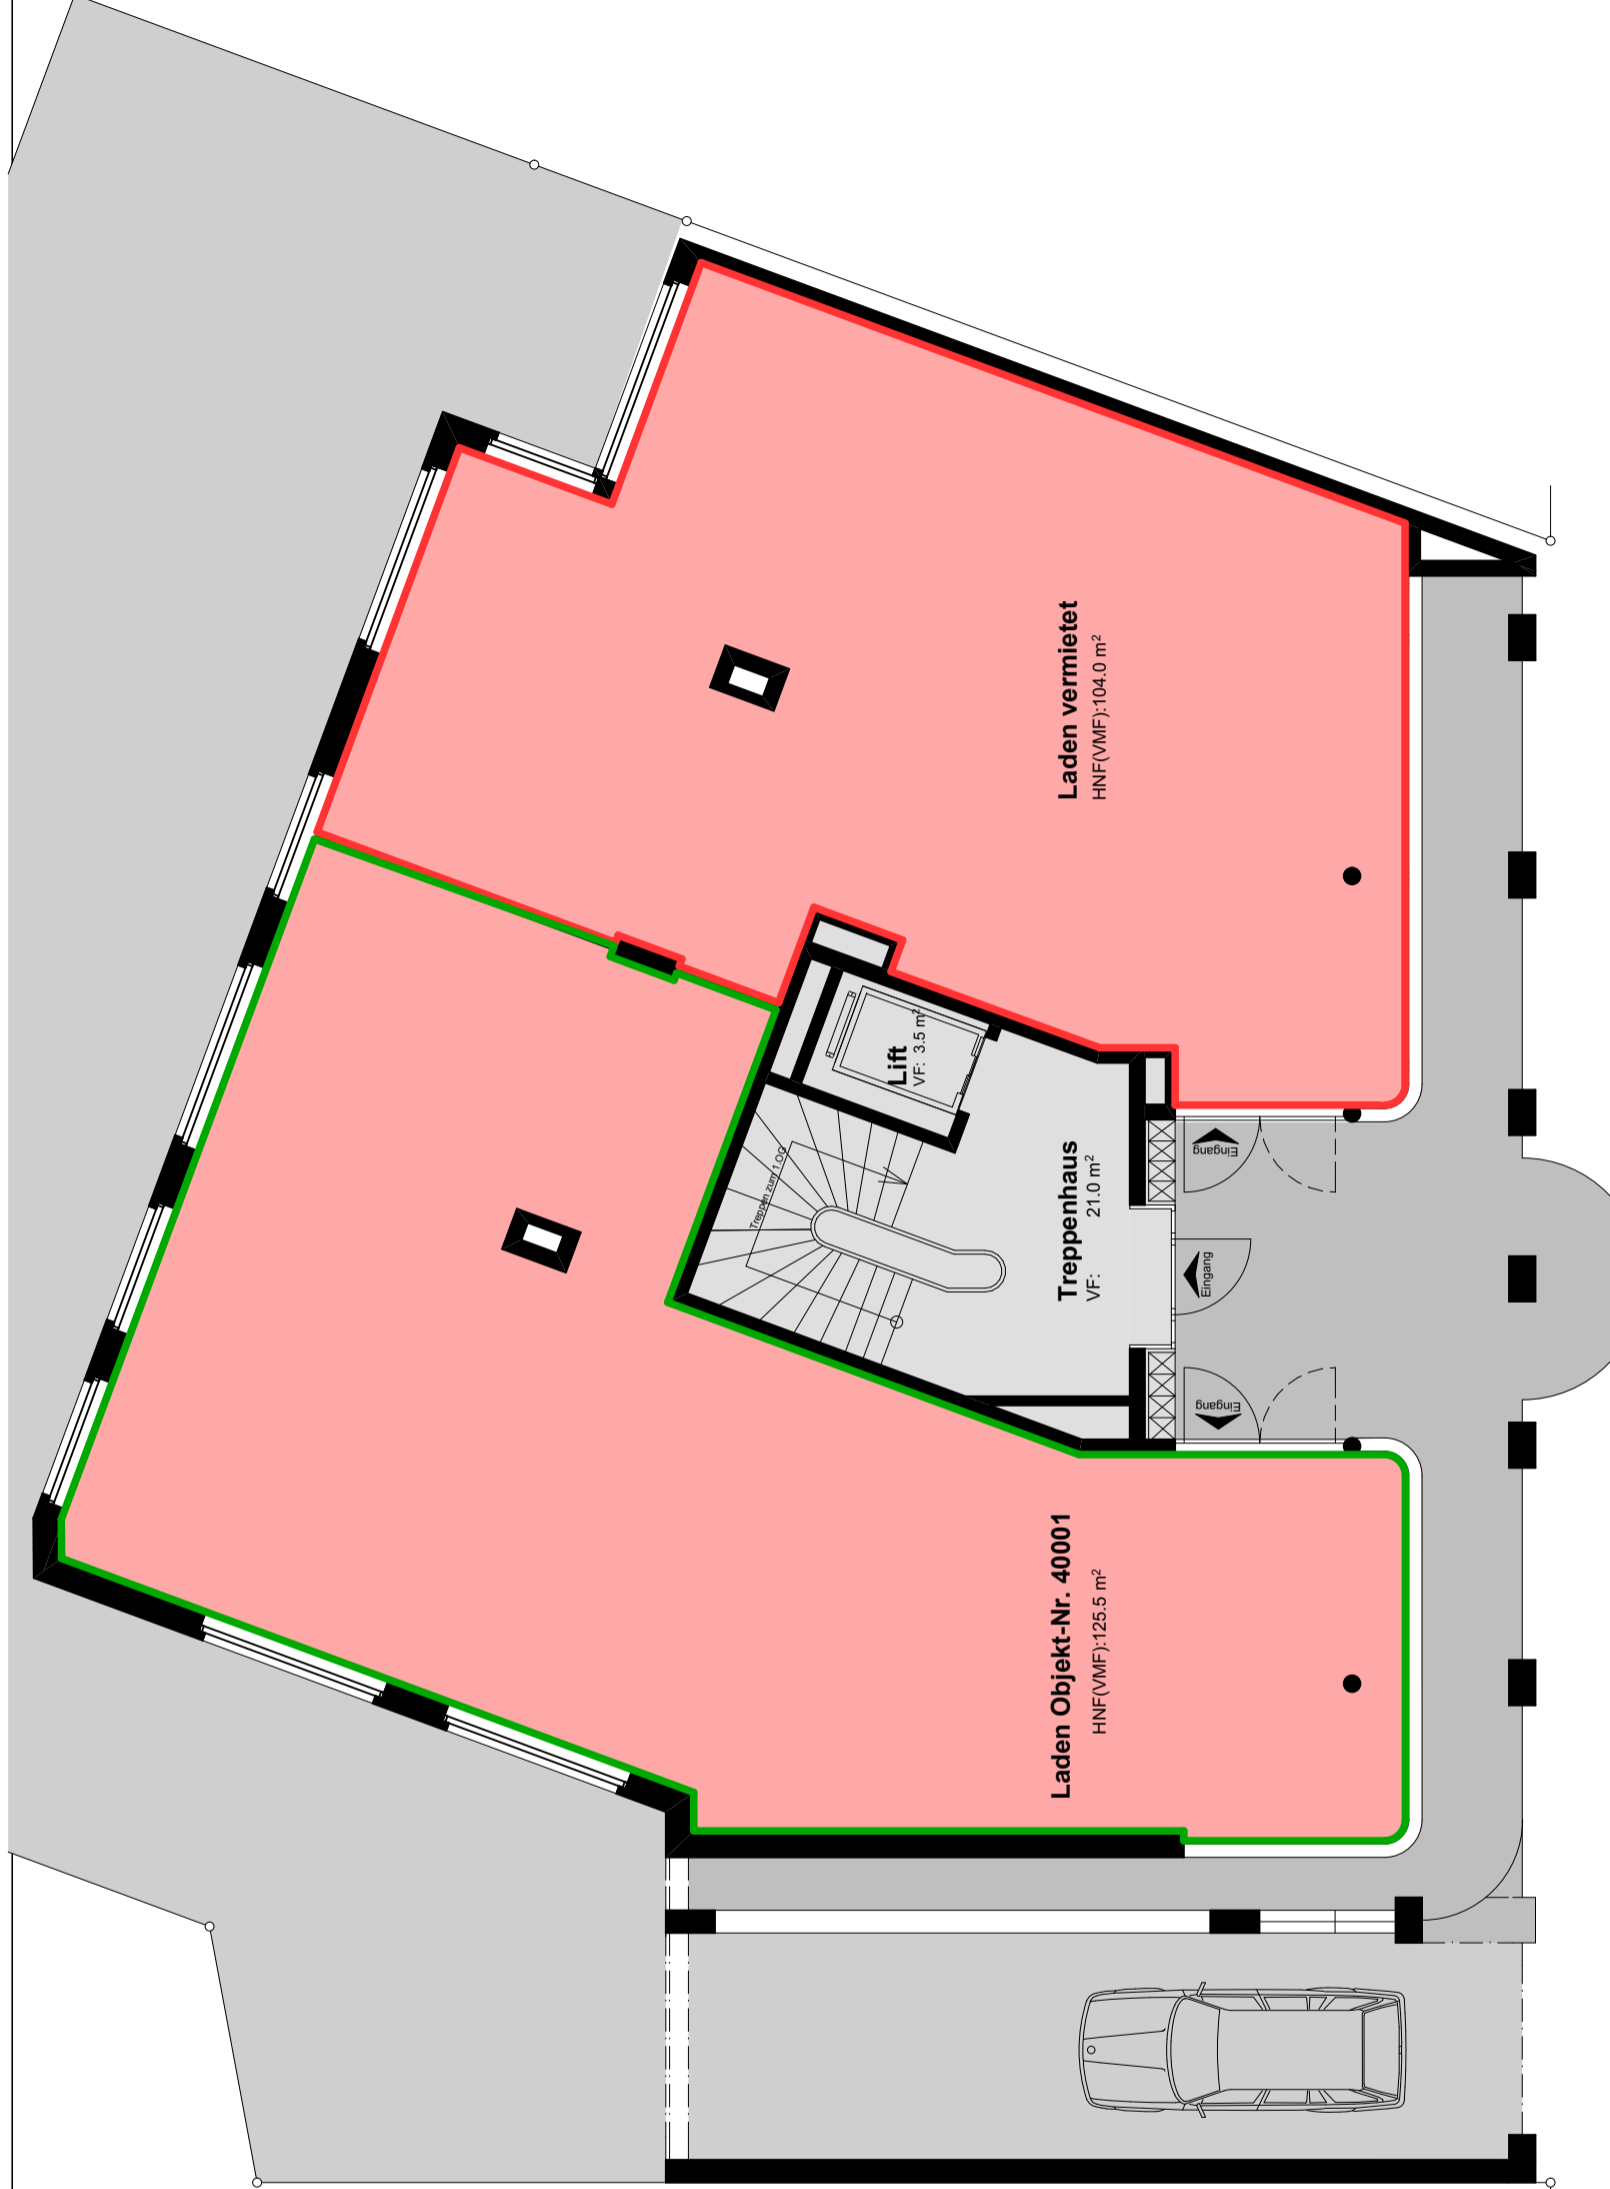 Laden vermietet
HNF(VMF):104.0 m²
Lift
VF: 3.5 m²
Treppen zum 1.OG
Treppenhaus
VF: 21.0 m²
Eingang
Eingang
Eingang
Laden Objekt-Nr. 40001
HNF(VMF):125.5 m²